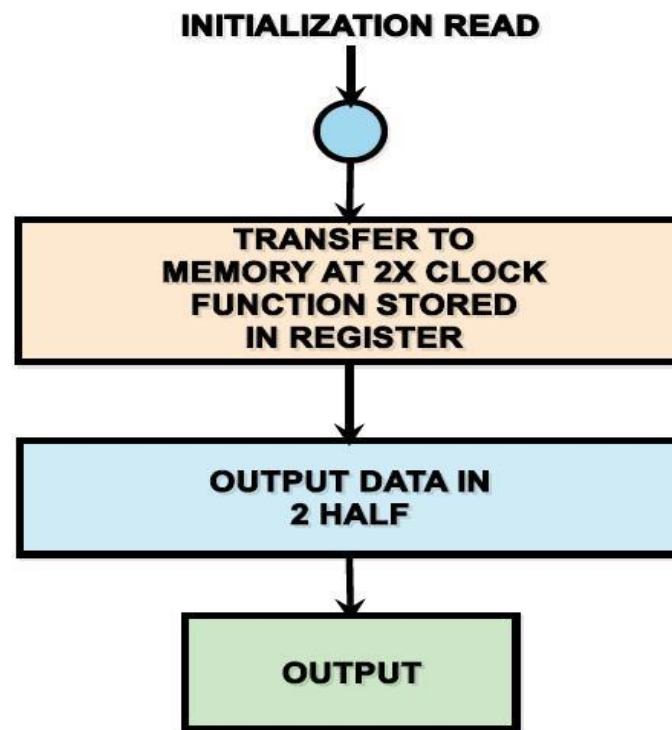 INITIALIZATION READ
TRANSFER TO
MEMORY AT 2X CLOCK
FUNCTION STORED
IN REGISTER
OUTPUT DATA IN
2 HALF
OUTPUT